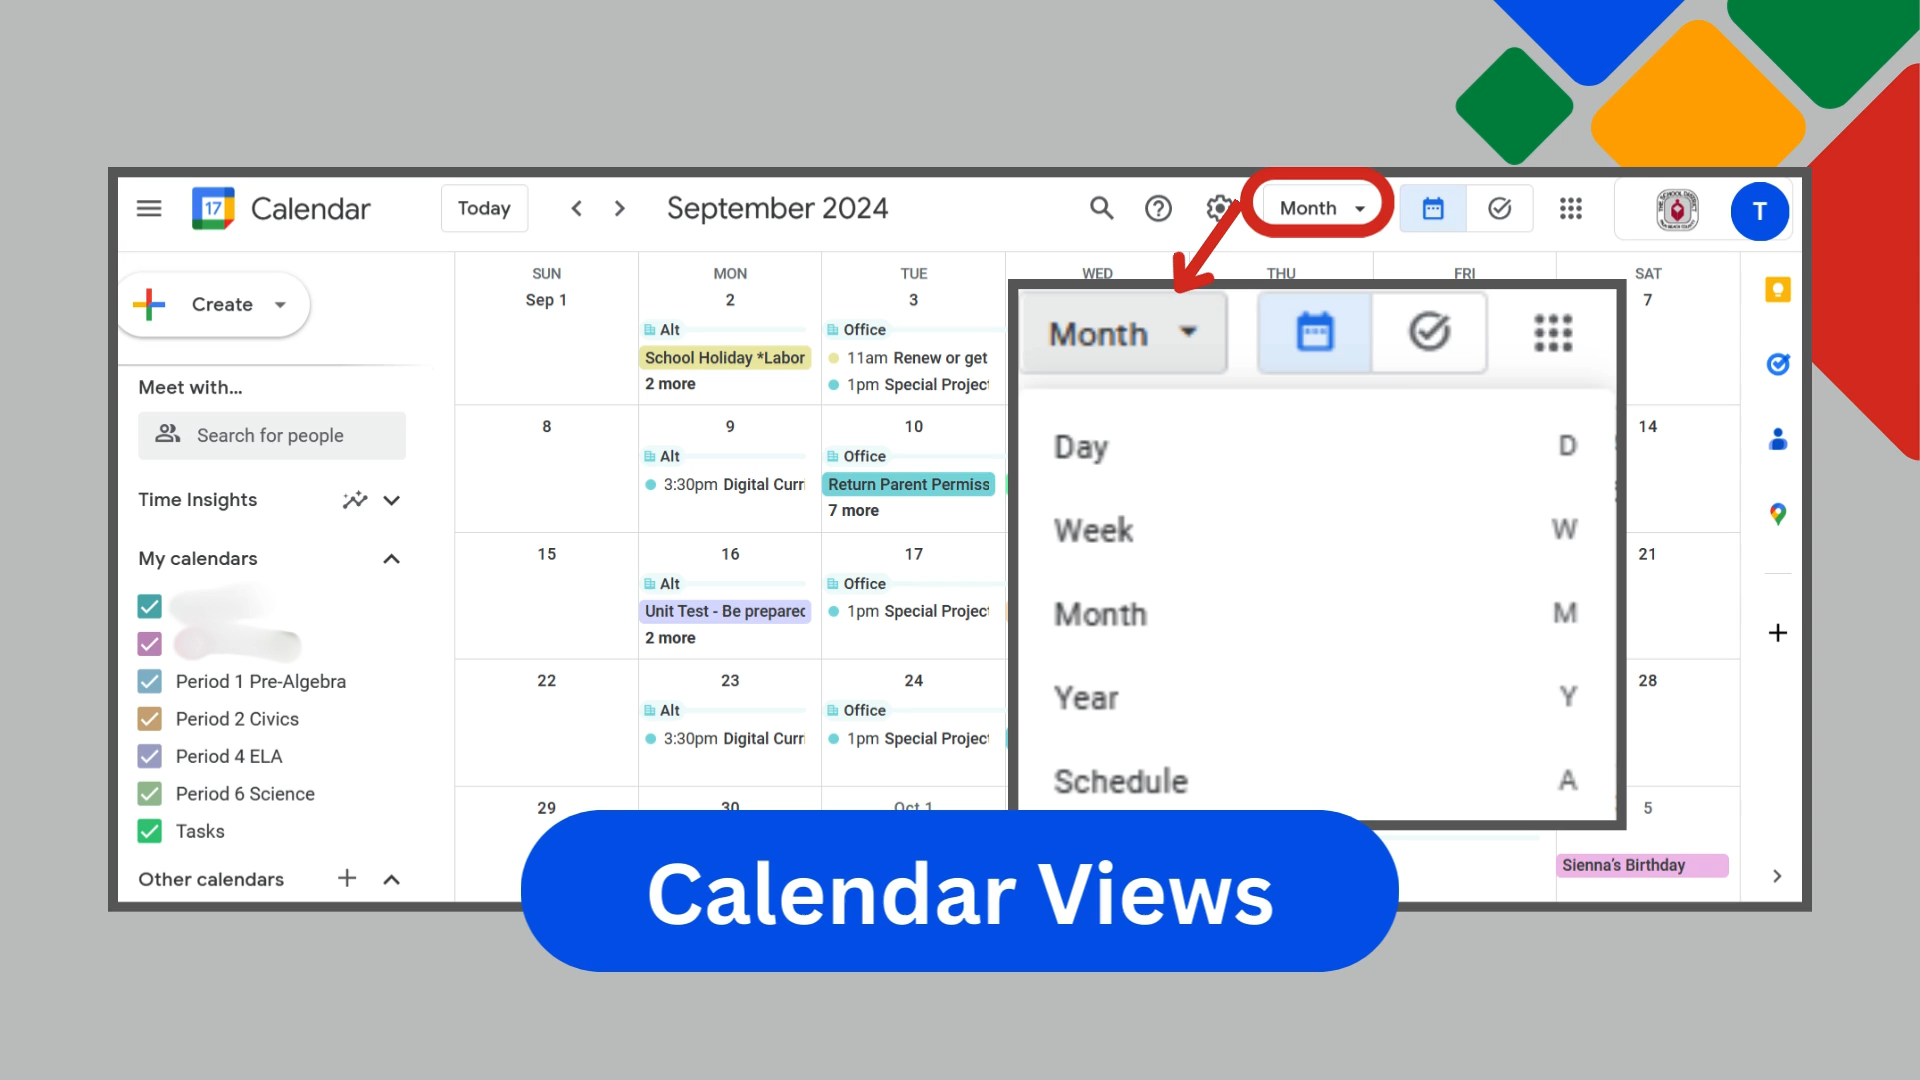 17 Calendar Today September 2024 Month T
Create
Meet with...
Search for people
Time Insights
My calendars
Period 1 Pre-Algebra
Period 2 Civics
Period 4 ELA
Period 6 Science
Tasks
Other calendars
SUN MON TUE WED THU FRI SAT
Sep 1 2 3 7
Alt Office
School Holiday *Labor 11am Renew or get
2 more 1pm Special Project
8 9 10 14
Alt Office
3:30pm Digital Curr Return Parent Permiss
7 more
15 16 17 21
Alt Office
Unit Test - Be prepared 1pm Special Project
2 more
22 23 24 28
Alt Office
3:30pm Digital Curr 1pm Special Project
29 30 Oct 1 5
Sienna's Birthday
Month
Day D
Week W
Month M
Year Y
Schedule A
Calendar Views